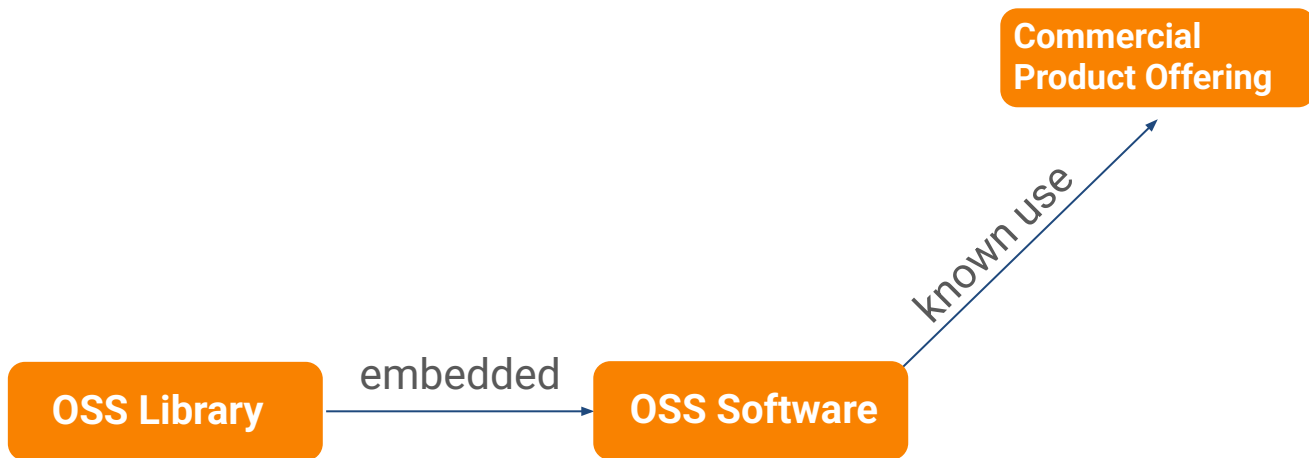 Commercial
Product Offering
known use
embedded
OSS Library
OSS Software